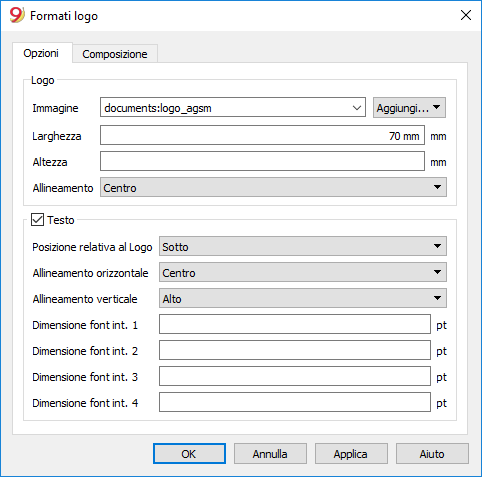 9 Formati logo
Opzioni Composizione
Logo
Immagine documents:logo_agsm Aggiungi...
Larghezza 70 mm mm
Altezza mm
Allineamento Centro
Testo
Posizione relativa al Logo Sotto
Allineamento orizzontale Centro
Allineamento verticale Alto
Dimensione font int. 1 pt
Dimensione font int. 2 pt
Dimensione font int. 3 pt
Dimensione font int. 4 pt
OK Annulla Applica Aiuto